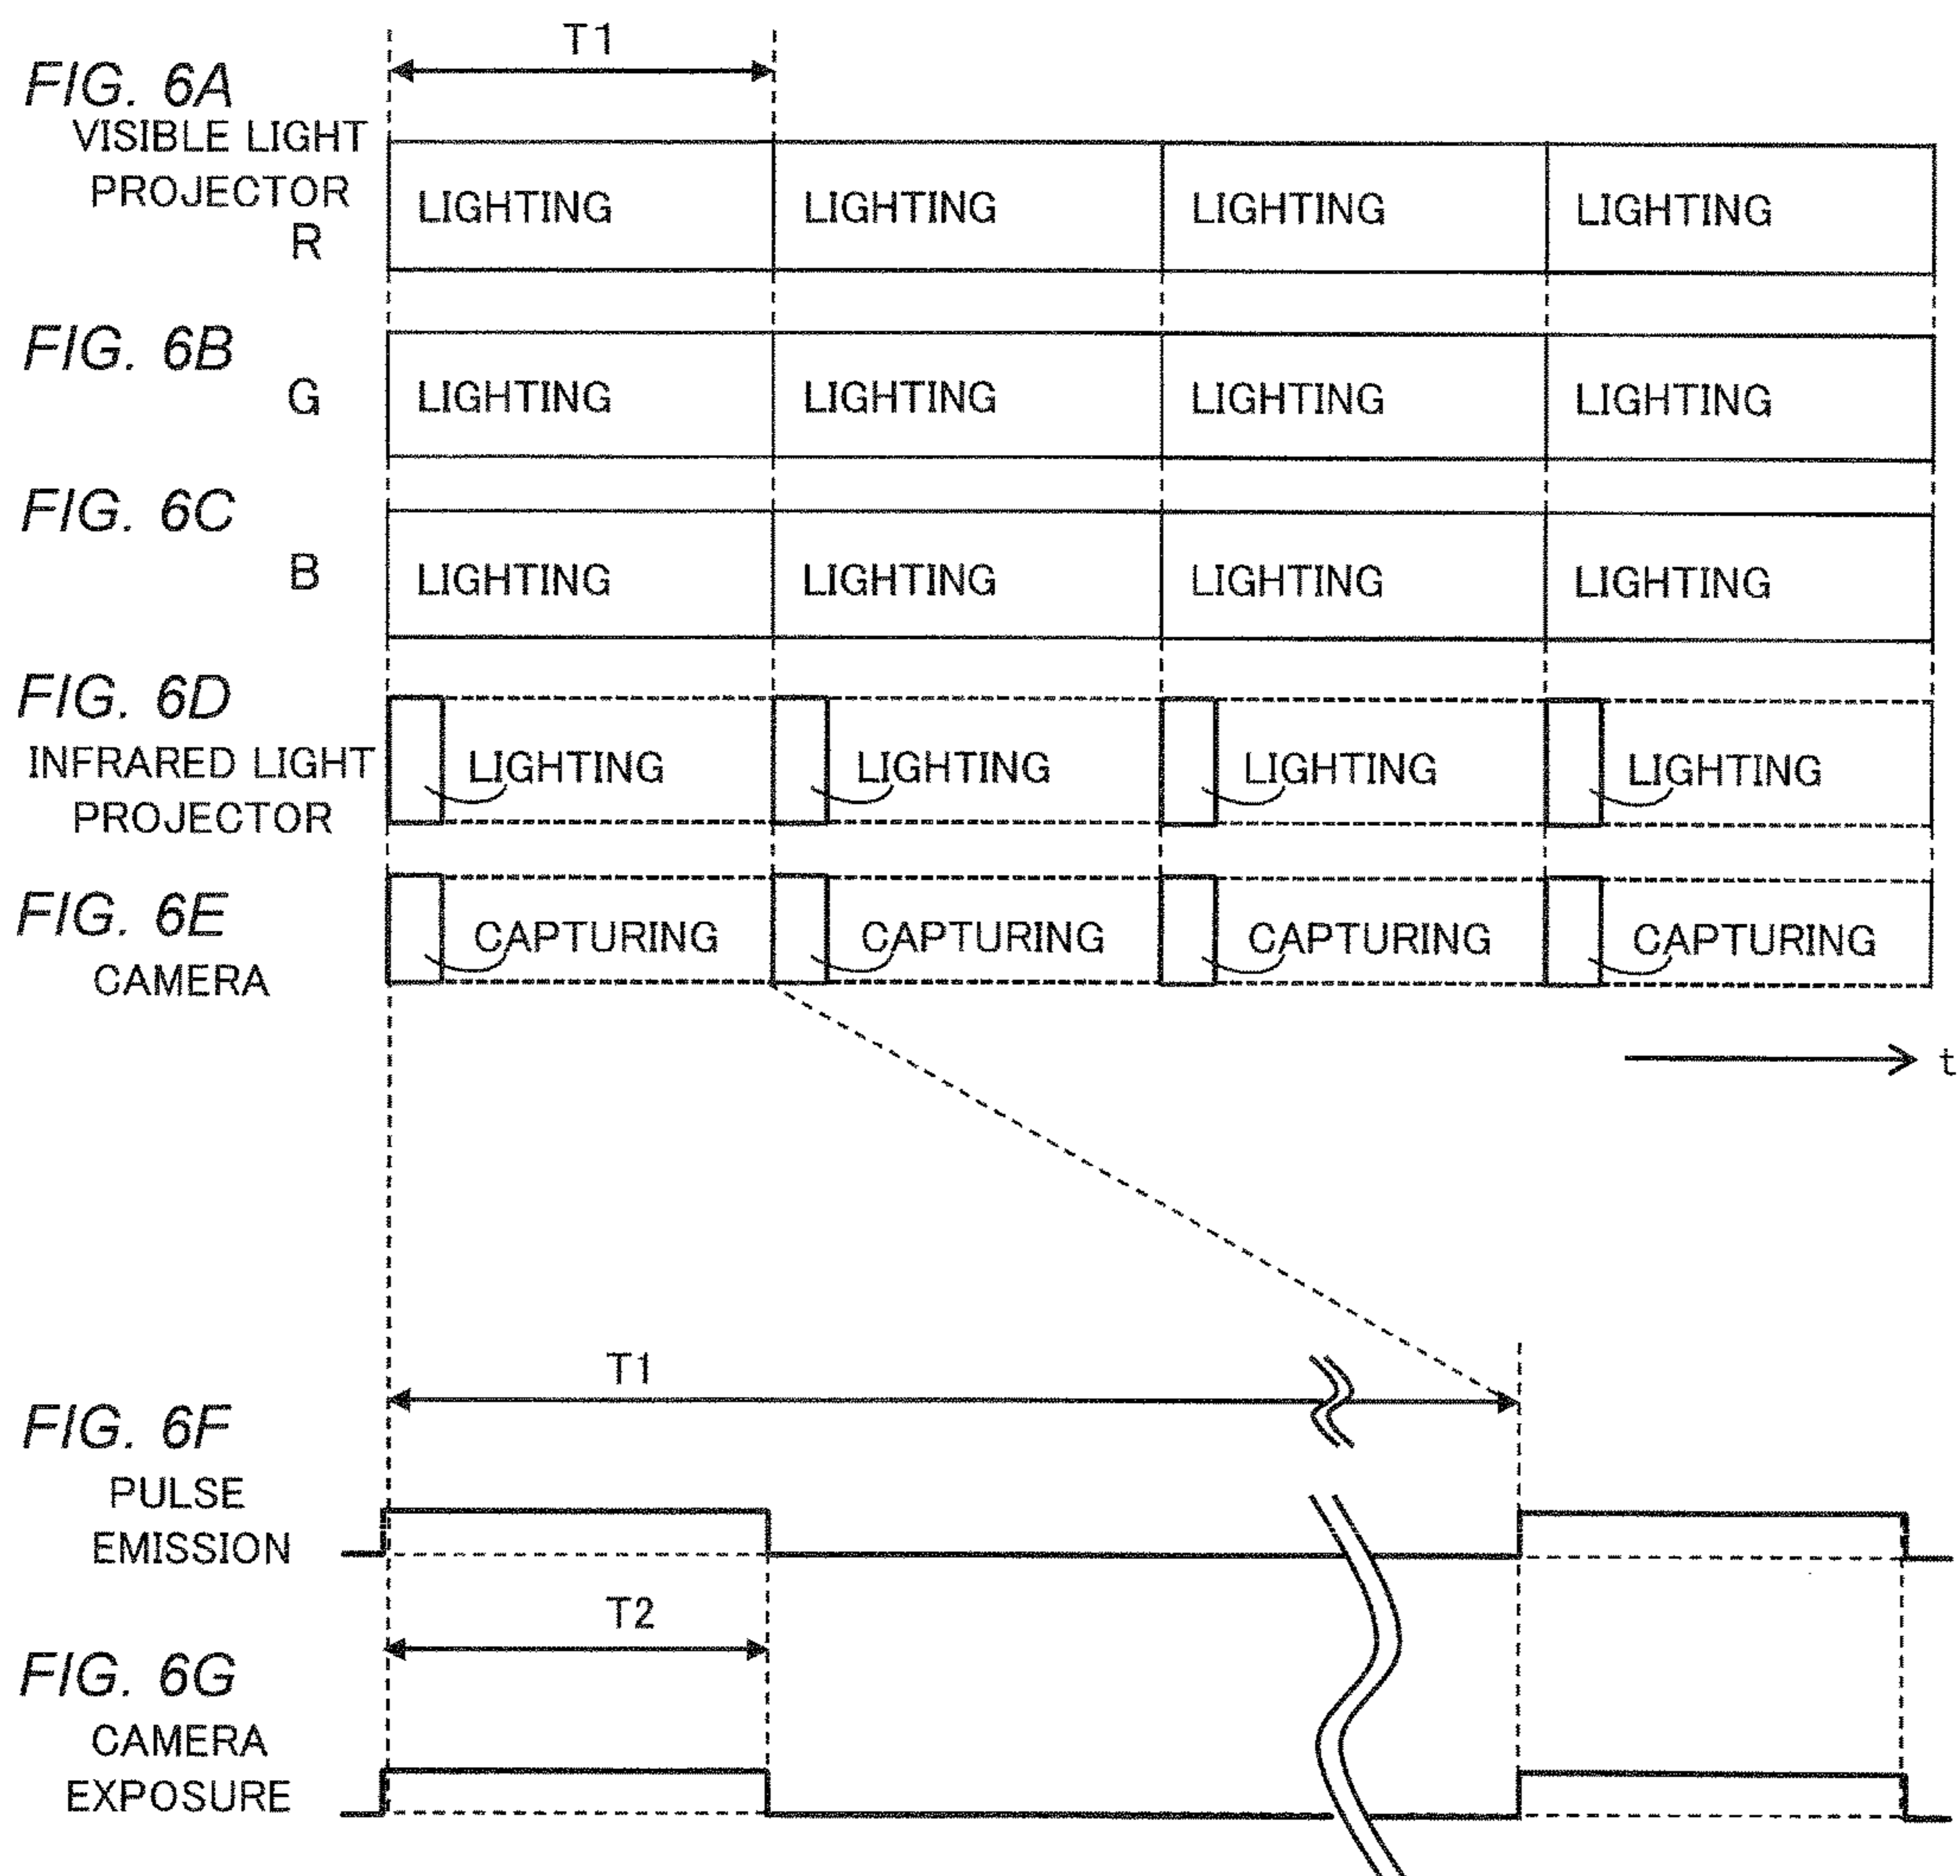 T1
FIG. 6A
VISIBLE LIGHT
PROJECTOR
R
LIGHTING LIGHTING LIGHTING LIGHTING
FIG. 6B
G
LIGHTING LIGHTING LIGHTING LIGHTING
FIG. 6C
B
LIGHTING LIGHTING LIGHTING LIGHTING
FIG. 6D
INFRARED LIGHT
PROJECTOR
LIGHTING LIGHTING LIGHTING LIGHTING
FIG. 6E
CAMERA
CAPTURING CAPTURING CAPTURING CAPTURING
t
T1
FIG. 6F
PULSE
EMISSION
T2
FIG. 6G
CAMERA
EXPOSURE